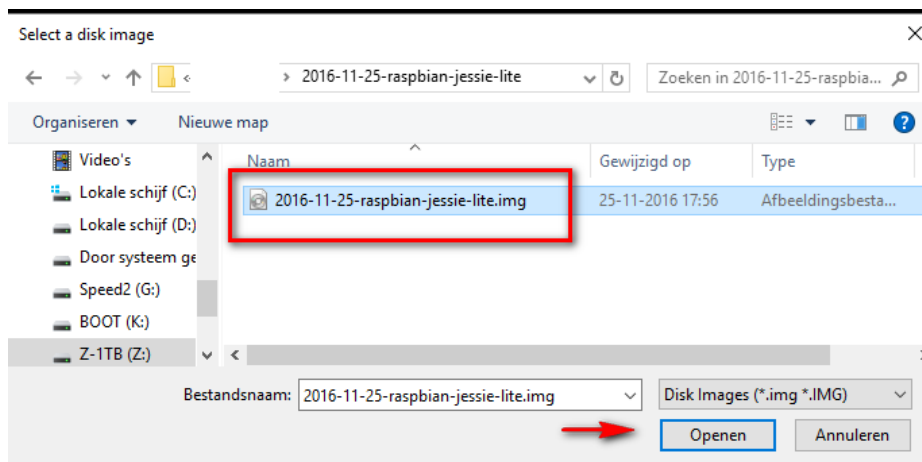 Select a disk image
2016-11-25-raspbian-jessie-lite
Zoeken in 2016-11-25-raspbia...
Organiseren
Nieuwe map
Video's
Lokale schijf (C:)
Lokale schijf (D:)
Door systeem ge
Speed2 (G:)
BOOT (K:)
Z-1TB (Z:)
Naam
Gewijzigd op
Type
2016-11-25-raspbian-jessie-lite.img
25-11-2016 17:56
Afbeeldingsbesta...
Bestandsnaam:
2016-11-25-raspbian-jessie-lite.img
Disk Images (*.img *.IMG)
Openen
Annuleren